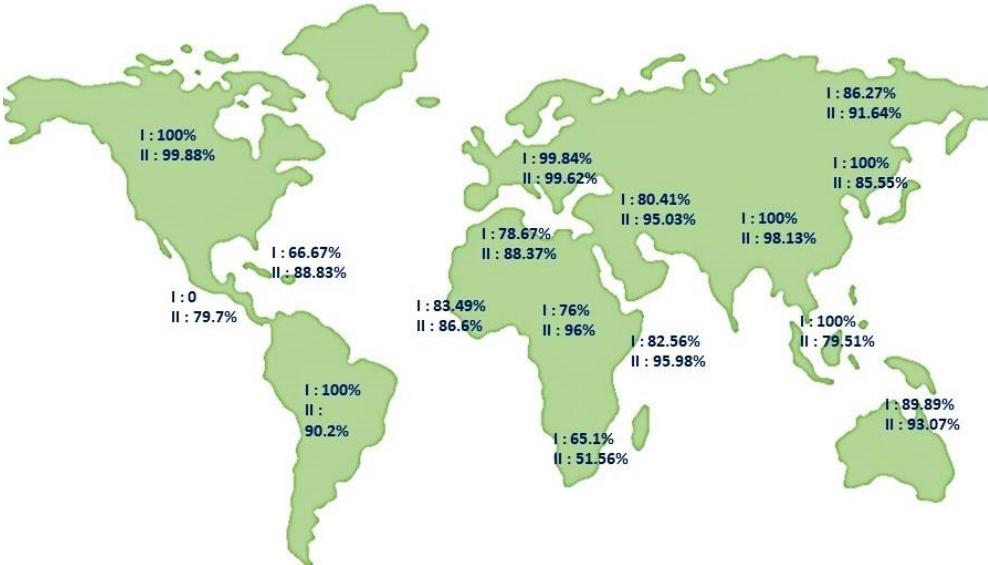 I : 86.27%
II : 91.64%
I : 100%
II : 99.88%
I : 99.84%
II : 99.62%
I : 100%
II : 85.55%
I : 80.41%
II : 95.03%
I : 100%
II : 98.13%
I : 78.67%
II : 88.37%
I : 66.67%
II : 88.83%
I : 0
II : 79.7%
I : 83.49%
II : 86.6%
I : 76%
II : 96%
I : 82.56%
II : 95.98%
I : 100%
II : 79.51%
I : 100%
II :
90.2%
I : 89.89%
II : 93.07%
I : 65.1%
II : 51.56%